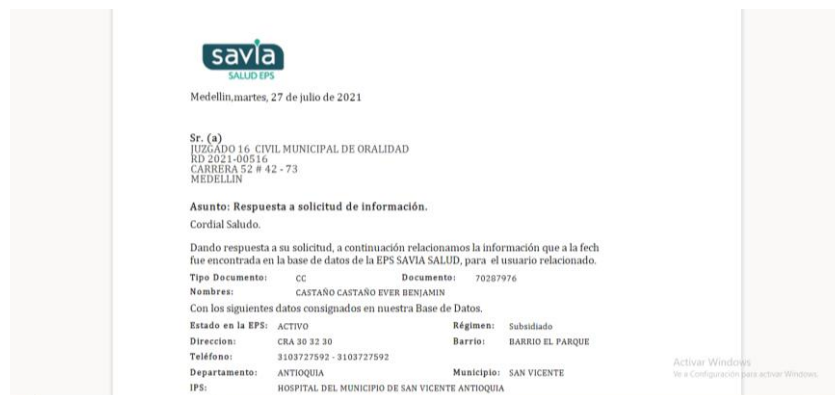 savia
SALUD EPS
Medellin,martes, 27 de julio de 2021
Sr. (a)
JUZGADO 16 CIVIL MUNICIPAL DE ORALIDAD
RD 2021-00516
CARRERA 52 # 42 - 73
MEDELLIN
Asunto: Respuesta a solicitud de información.
Cordial Saludo.
Dando respuesta a su solicitud, a continuación relacionamos la información que a la fech
fue encontrada en la base de datos de la EPS SAVIA SALUD, para el usuario relacionado.
Tipo Documento: CC Documento: 70287976
Nombres: CASTAÑO CASTAÑO EVER BENJAMIN
Con los siguientes datos consignados en nuestra Base de Datos.
Estado en la EPS: ACTIVO Régimen: Subsidiado
Direccion: CRA 30 32 30 Barrio: BARRIO EL PARQUE
Teléfono: 3103727592 - 3103727592
Departamento: ANTIOQUIA Municipio: SAN VICENTE
IPS: HOSPITAL DEL MUNICIPIO DE SAN VICENTE ANTIOQUIA
Activar Windows
Ve a Configuración para activar Windows.